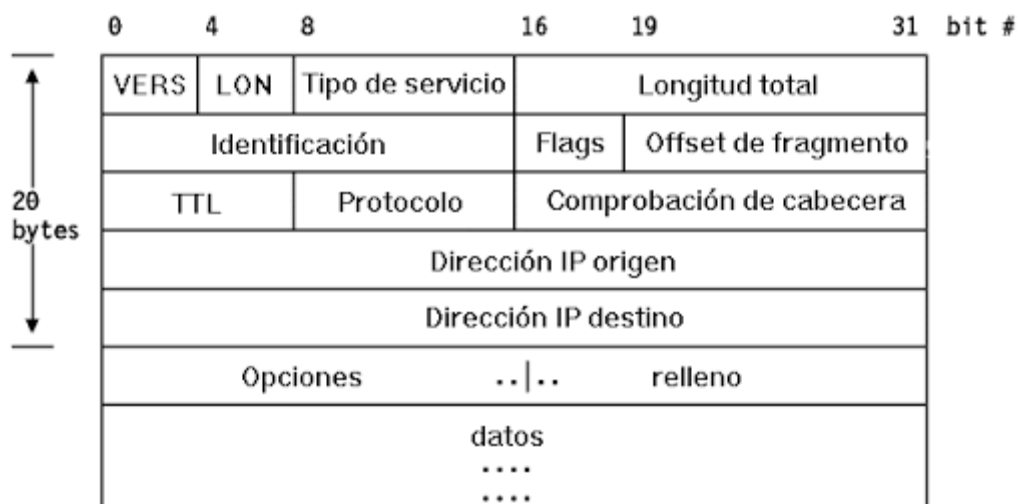 0 4 8 16 19 31 bit #
VERS LON Tipo de servicio Longitud total
Identificación Flags Offset de fragmento
20 bytes
TTL Protocolo Comprobación de cabecera
Dirección IP origen
Dirección IP destino
Opciones ..|.. relleno
datos
....
....